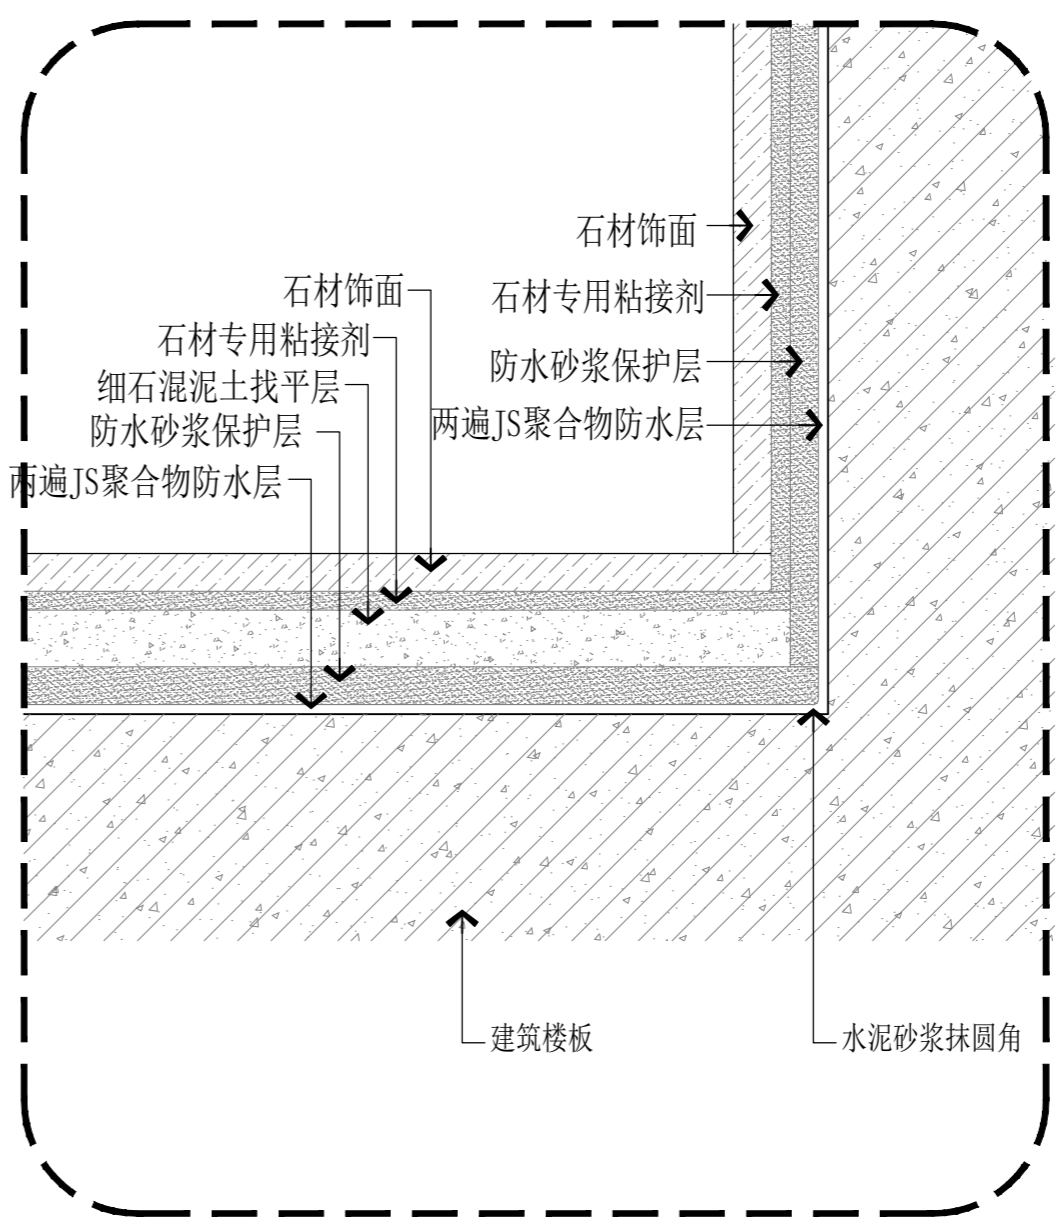 石材饰面
石材专用粘接剂
防水砂浆保护层
两遍JS聚合物防水层
石材饰面
石材专用粘接剂
细石混泥土找平层
防水砂浆保护层
两遍JS聚合物防水层
建筑楼板
水泥砂浆抹圆角